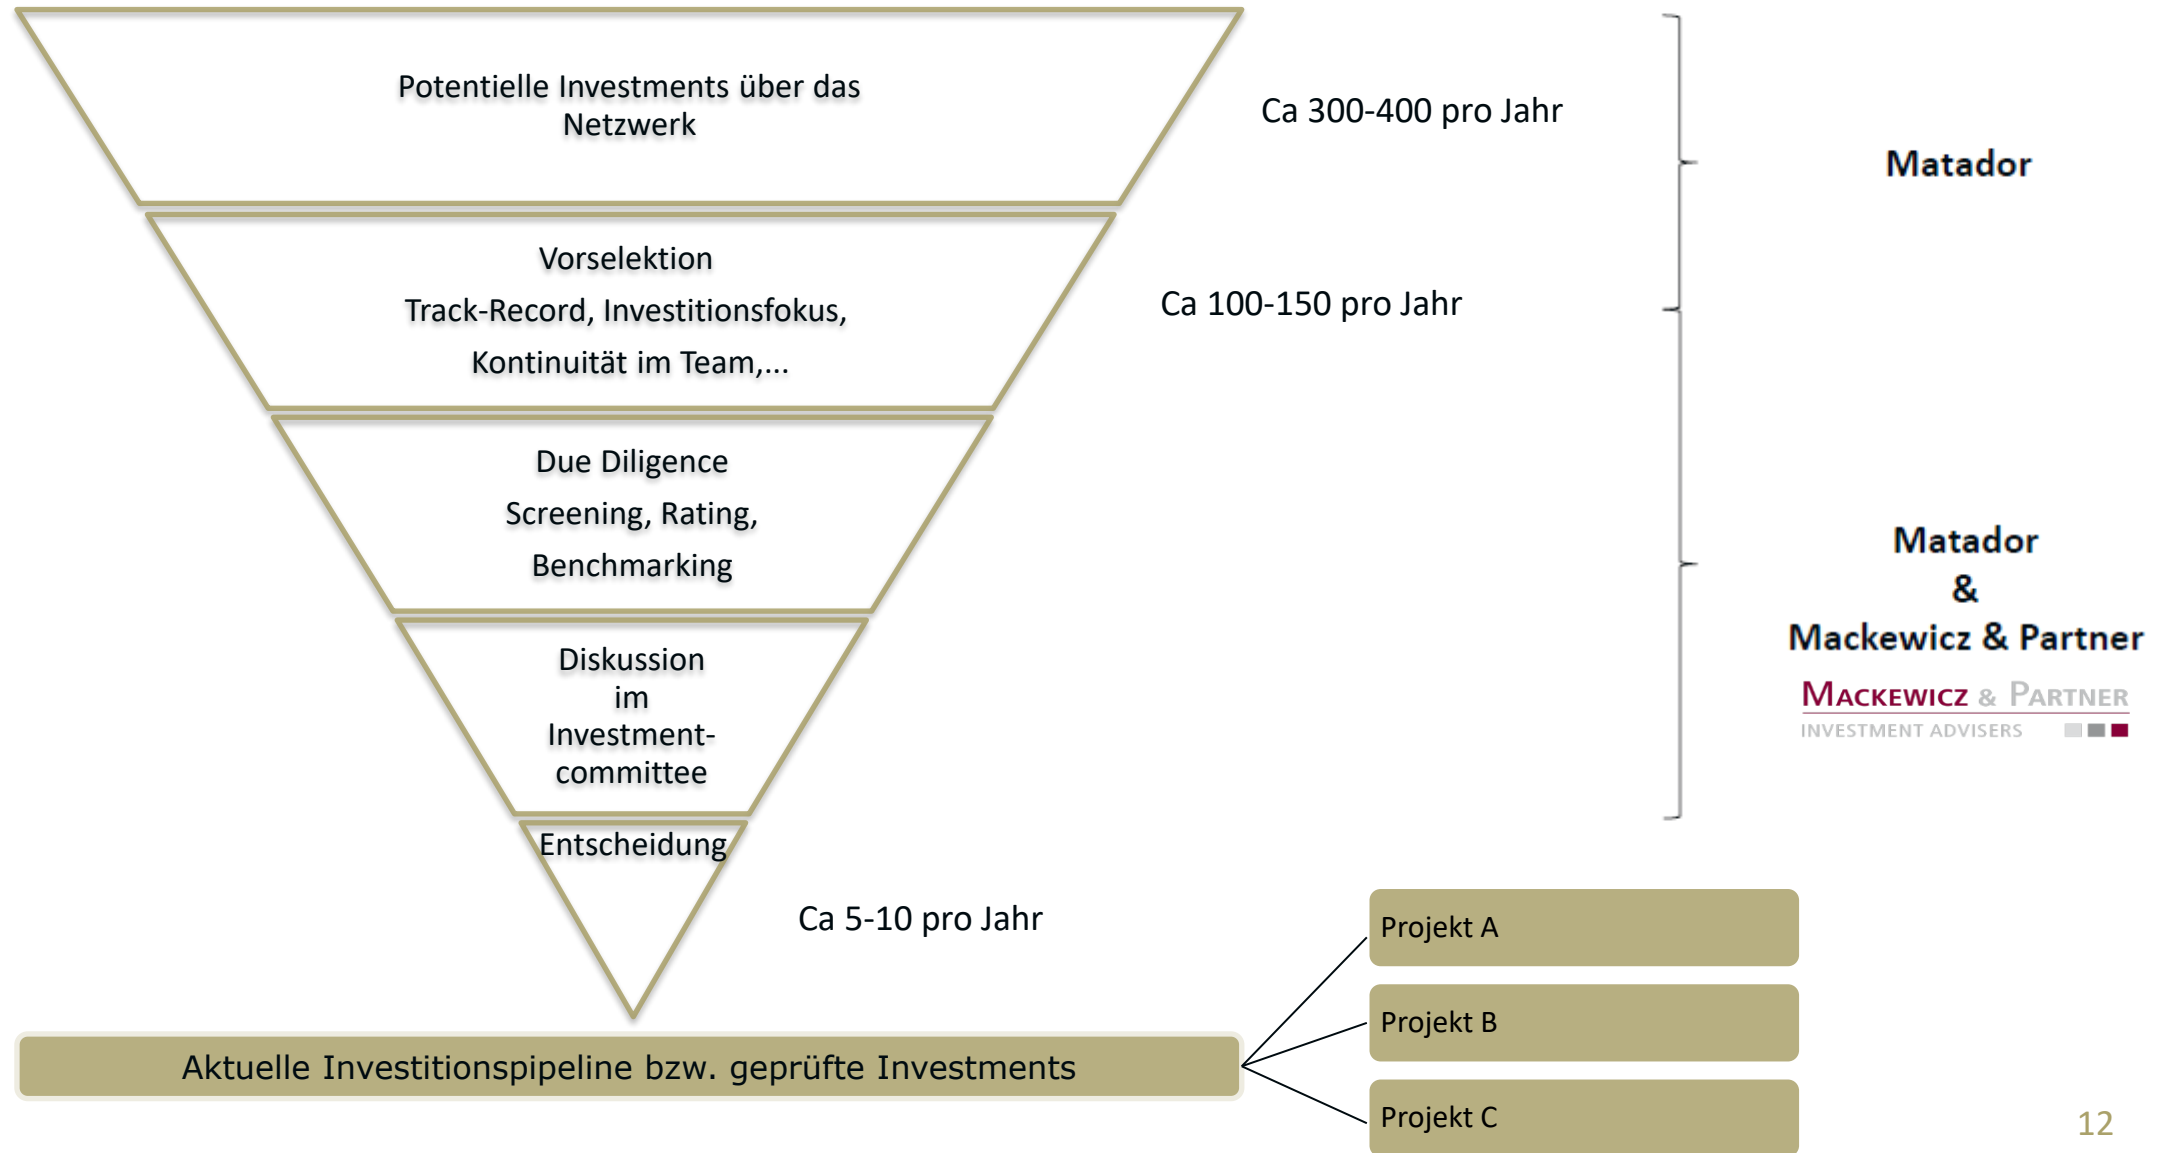 Potentielle Investments über das
Netzwerk
Ca 300-400 pro Jahr
Matador
Vorselektion
Track-Record, Investitionsfokus,
Kontinuität im Team,...
Ca 100-150 pro Jahr
Due Diligence
Screening, Rating,
Benchmarking
Matador
&
Mackewicz & Partner
MACKEWICZ & PARTNER
INVESTMENT ADVISERS
Diskussion
im
Investment-
committee
Entscheidung
Ca 5-10 pro Jahr
Aktuelle Investitionspipeline bzw. geprüfte Investments
Projekt A
Projekt B
Projekt C
12